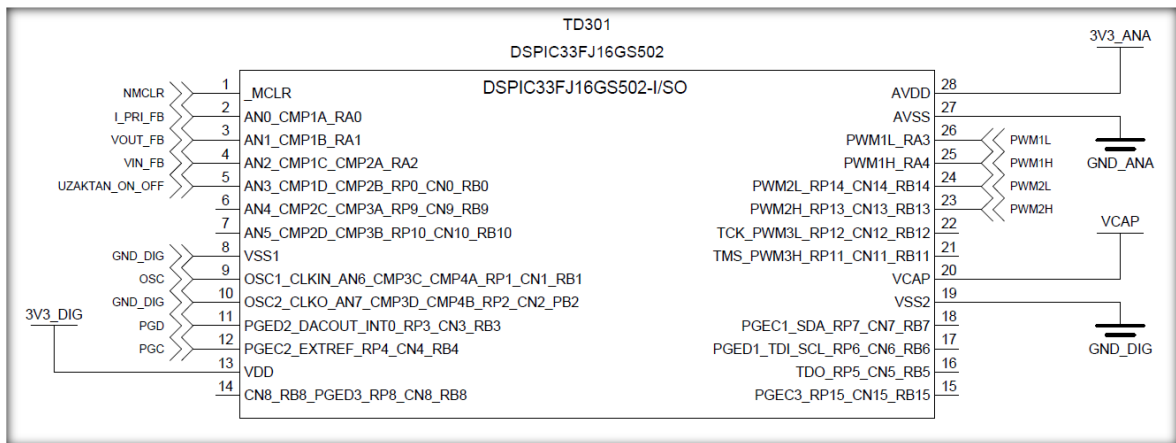 TD301
DSPIC33FJ16GS502
3V3_ANA
DSPIC33FJ16GS502-I/SO
NMCLR 1 _MCLR
AVDD 28
I_PRI_FB 2 AN0_CMP1A_RA0
AVSS 27
VOUT_FB 3 AN1_CMP1B_RA1
PWM1L_RA3 26 PWM1L
VIN_FB 4 AN2_CMP1C_CMP2A_RA2
PWM1H_RA4 25 PWM1H
GND_ANA
UZAKTAN_ON_OFF 5 AN3_CMP1D_CMP2B_RP0_CN0_RB0
PWM2L_RP14_CN14_RB14 24 PWM2L
6 AN4_CMP2C_CMP3A_RP9_CN9_RB9
PWM2H_RP13_CN13_RB13 23 PWM2H
7 AN5_CMP2D_CMP3B_RP10_CN10_RB10
TCK_PWM3L_RP12_CN12_RB12 22
VCAP
GND_DIG 8 VSS1
TMS_PWM3H_RP11_CN11_RB11 21
OSC 9 OSC1_CLKIN_AN6_CMP3C_CMP4A_RP1_CN1_RB1
VCAP 20
GND_DIG 10 OSC2_CLKO_AN7_CMP3D_CMP4B_RP2_CN2_PB2
VSS2 19
3V3_DIG
PGD 11 PGED2_DACOUT_INT0_RP3_CN3_RB3
PGEC1_SDA_RP7_CN7_RB7 18
PGC 12 PGEC2_EXTREF_RP4_CN4_RB4
PGED1_TDI_SCL_RP6_CN6_RB6 17
GND_DIG
13 VDD
TDO_RP5_CN5_RB5 16
14 CN8_RB8_PGED3_RP8_CN8_RB8
PGEC3_RP15_CN15_RB15 15